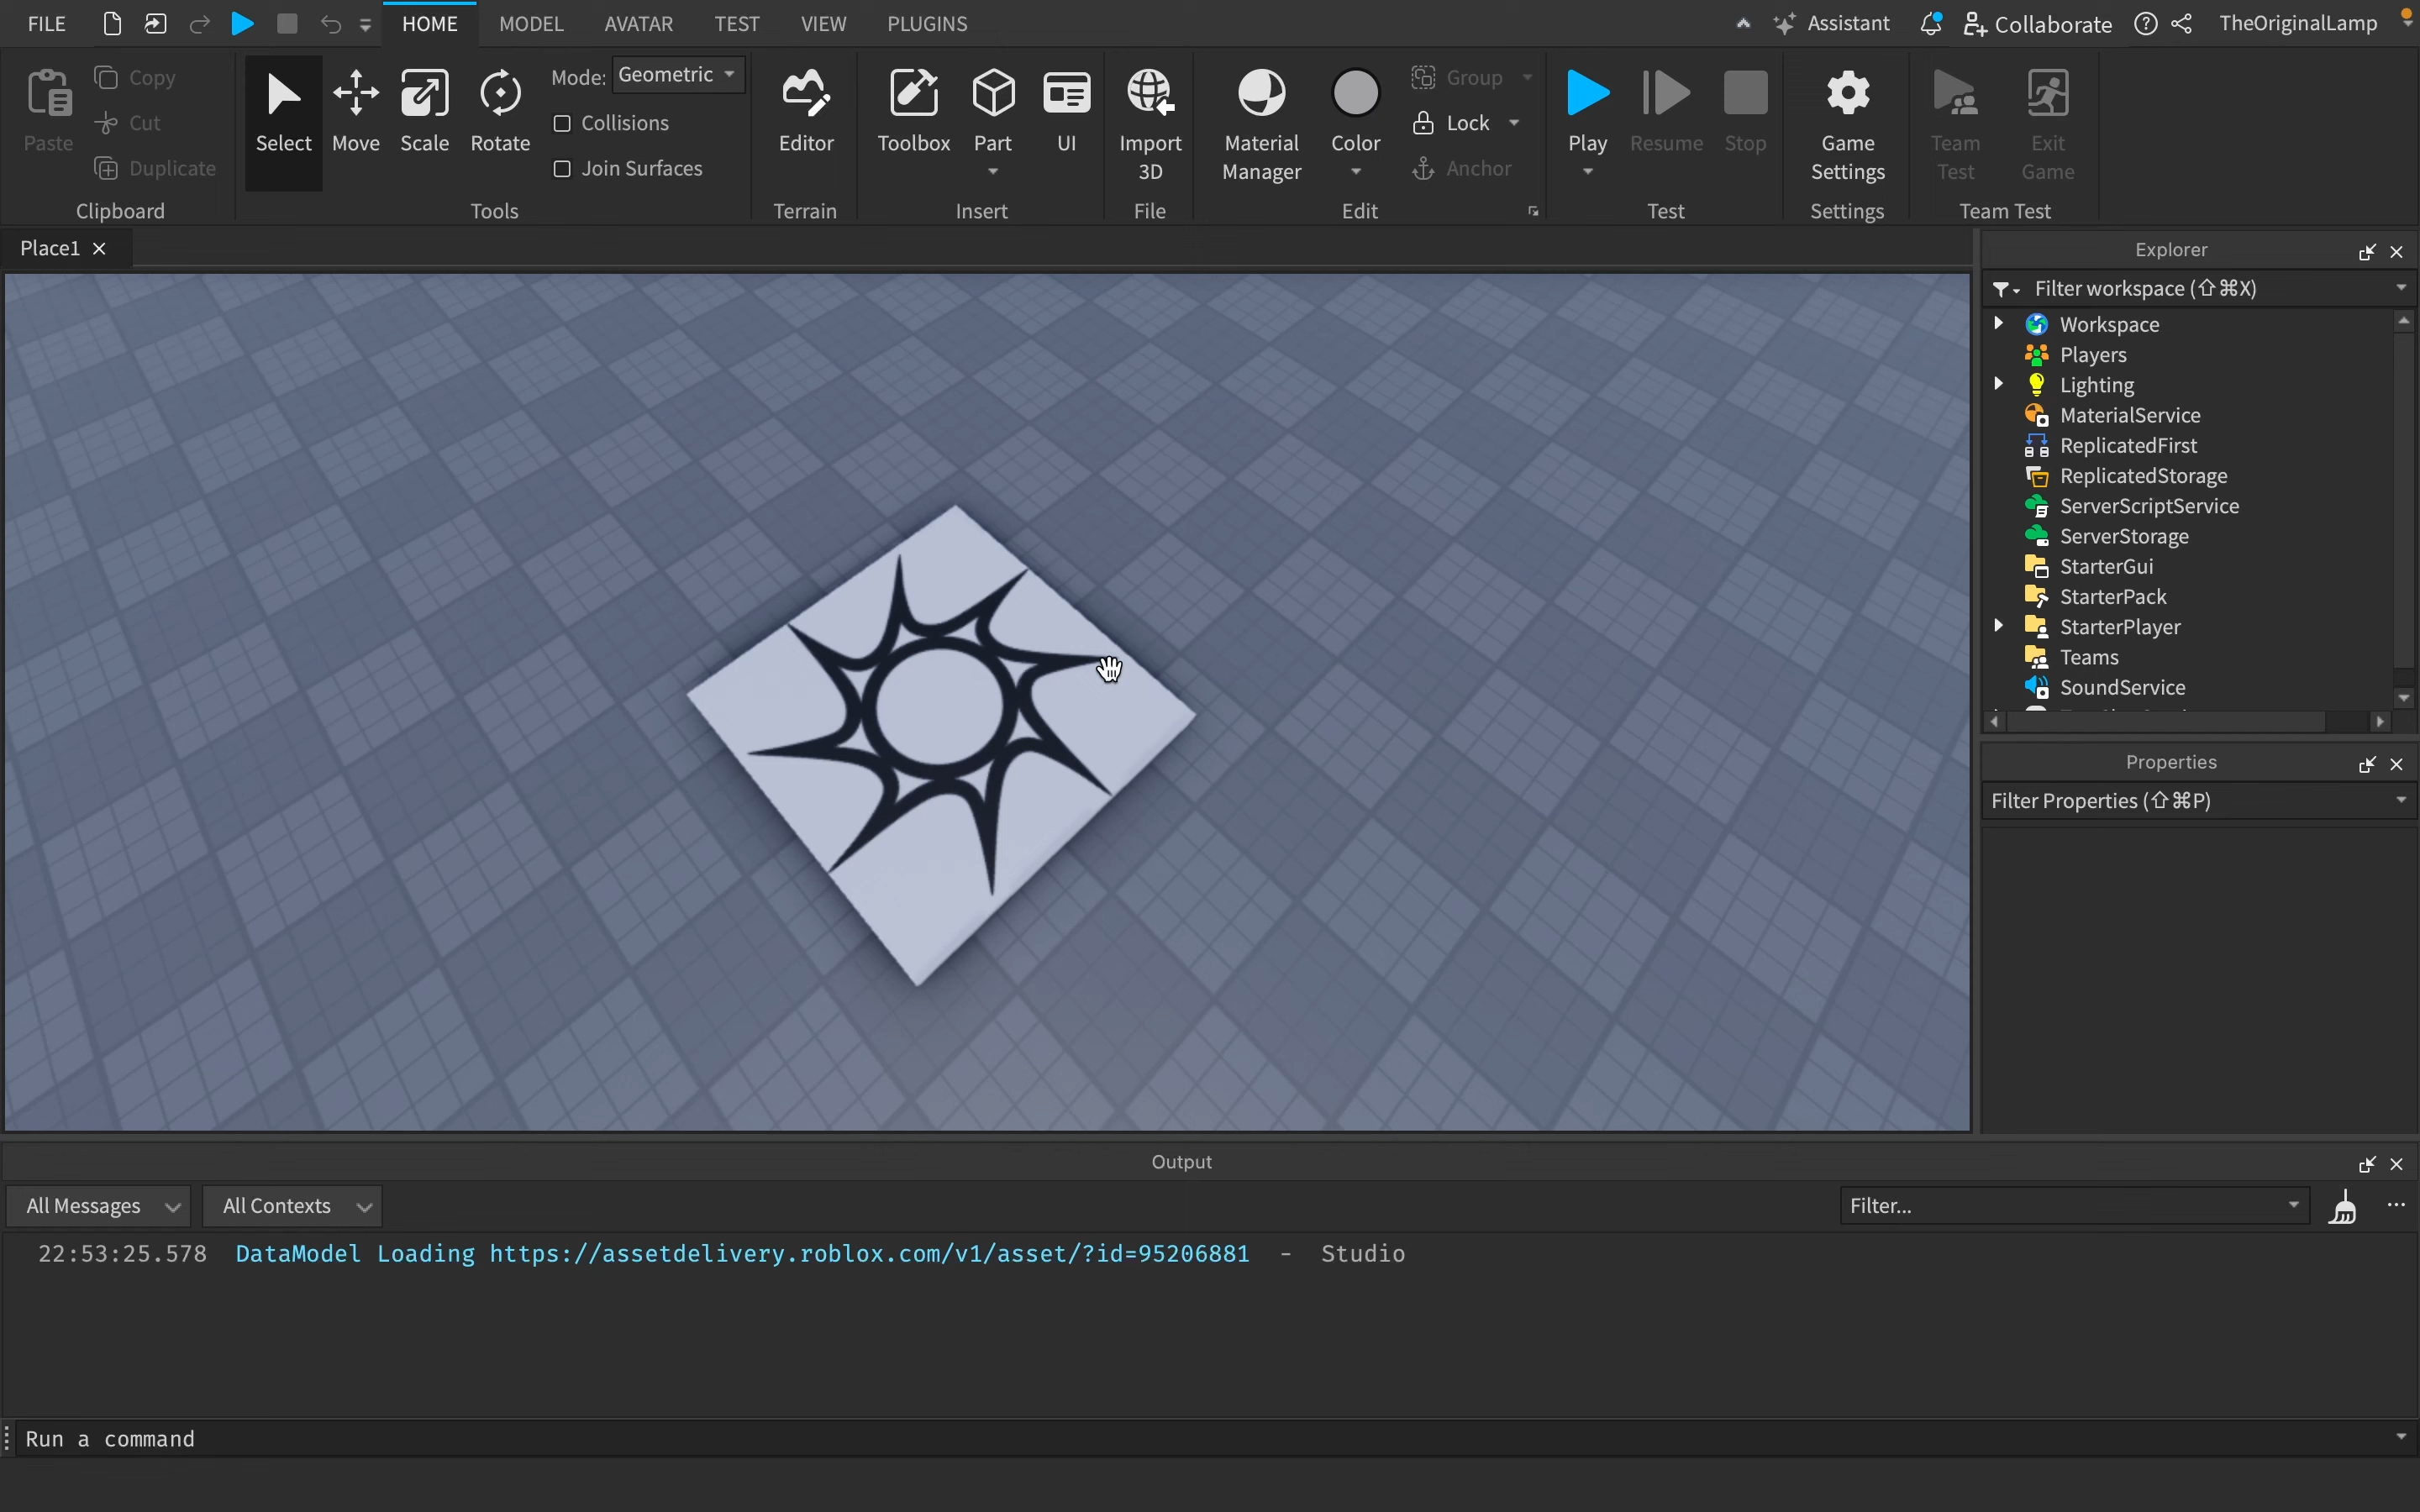 FILE HOME MODEL AVATAR TEST VIEW PLUGINS Assistant Collaborate TheOriginalLamp
Paste
Copy
Cut
Duplicate
Clipboard
Select
Move
Scale
Rotate
Mode: Geometric
Collisions
Join Surfaces
Tools
Editor
Terrain
Toolbox
Part
UI
Insert
Import
3D
File
Material
Manager
Color
Group
Lock
Anchor
Edit
Play
Resume
Stop
Test
Game
Settings
Settings
Team
Test
Exit
Game
Team Test
Place1
Explorer
Filter workspace (⇧⌘X)
Workspace
Players
Lighting
MaterialService
ReplicatedFirst
ReplicatedStorage
ServerScriptService
ServerStorage
StarterGui
StarterPack
StarterPlayer
Teams
SoundService
Properties
Filter Properties (⇧⌘P)
Output
All Messages All Contexts Filter...
22:53:25.578 DataModel Loading https://assetdelivery.roblox.com/v1/asset/?id=95206881 - Studio
Run a command